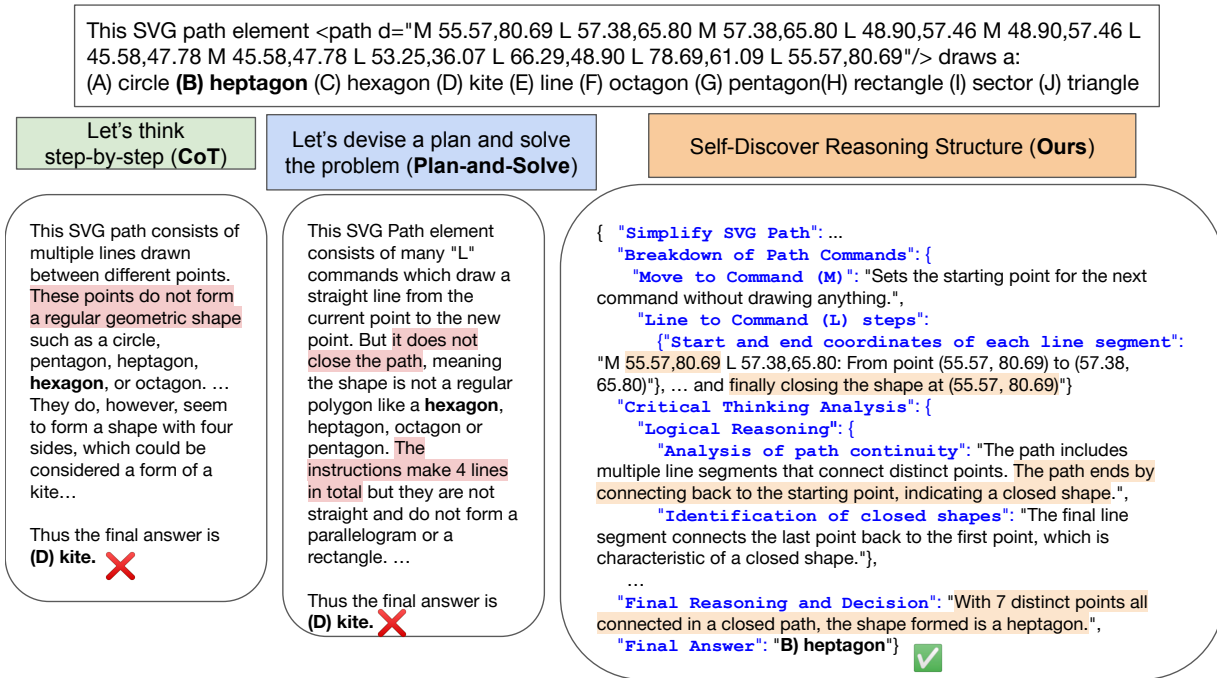 This SVG path element <path d="M 55.57,80.69 L 57.38,65.80 M 57.38,65.80 L 48.90,57.46 M 48.90,57.46 L
45.58,47.78 M 45.58,47.78 L 53.25,36.07 L 66.29,48.90 L 78.69,61.09 L 55.57,80.69"/> draws a:
(A) circle (B) heptagon (C) hexagon (D) kite (E) line (F) octagon (G) pentagon(H) rectangle (I) sector (J) triangle
Let's think
step-by-step (CoT)
This SVG path consists of
multiple lines drawn
between different points.
These points do not form
a regular geometric shape
such as a circle,
pentagon, heptagon,
hexagon, or octagon. …
They do, however, seem
to form a shape with four
sides, which could be
considered a form of a
kite…
Thus the final answer is
(D) kite.
Let's devise a plan and solve
the problem (Plan-and-Solve)
This SVG Path element
consists of many "L"
commands which draw a
straight line from the
current point to the new
point. But it does not
close the path, meaning
the shape is not a regular
polygon like a hexagon,
heptagon, octagon or
pentagon. The
instructions make 4 lines
in total but they are not
straight and do not form a
parallelogram or a
rectangle. …
Thus the final answer is
(D) kite.
Self-Discover Reasoning Structure (Ours)
{ "Simplify SVG Path": ...
"Breakdown of Path Commands": {
"Move to Command (M)": "Sets the starting point for the next
command without drawing anything.",
"Line to Command (L) steps":
{"Start and end coordinates of each line segment":
"M 55.57,80.69 L 57.38,65.80: From point (55.57, 80.69) to (57.38,
65.80)"}, … and finally closing the shape at (55.57, 80.69)"}
"Critical Thinking Analysis": {
"Logical Reasoning": {
"Analysis of path continuity": "The path includes
multiple line segments that connect distinct points. The path ends by
connecting back to the starting point, indicating a closed shape.",
"Identification of closed shapes": "The final line
segment connects the last point back to the first point, which is
characteristic of a closed shape."},
…
"Final Reasoning and Decision": "With 7 distinct points all
connected in a closed path, the shape formed is a heptagon.",
"Final Answer": "B) heptagon"}